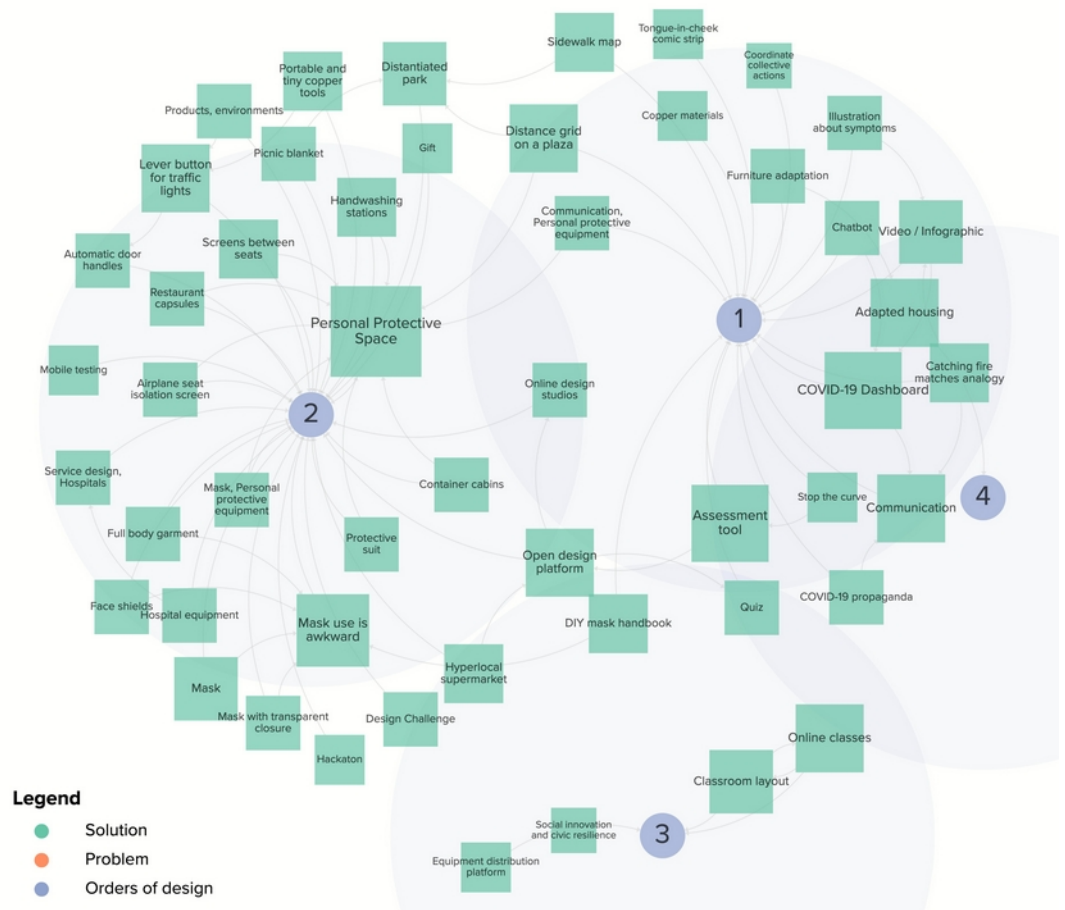 Sidewalk map
Tongue-in-cheek
comic strip
Coordinate
collective
actions
Portable and
tiny copper
tools
Distantiated
park
Products, environments
Copper materials
Illustration
about symptoms
Distance grid
on a plaza
Gift
Picnic blanket
Lever button
for traffic
lights
Furniture adaptation
Handwashing
stations
Communication,
Personal protective
equipment
Chatbot
Video / Infographic
Screens between
seats
Automatic door
handles
Restaurant
capsules
Personal Protective
Space
1
Adapted housing
Mobile testing
Airplane seat
isolation screen
Online design
studios
COVID-19 Dashboard
Catching fire
matches analogy
2
Service design,
Hospitals
Mask, Personal
protective
equipment
Container cabins
Stop the curve
Communication
4
Assessment
tool
Full body garment
Protective
suit
Open design
platform
Face shields
Hospital equipment
Mask use is
awkward
DIY mask handbook
Quiz
COVID-19 propaganda
Hyperlocal
supermarket
Mask
Mask with transparent
closure
Design Challenge
Hackaton
Online classes
Classroom layout
Social innovation
and civic resilience
3
Equipment distribution
platform
Legend
Solution
Problem
Orders of design